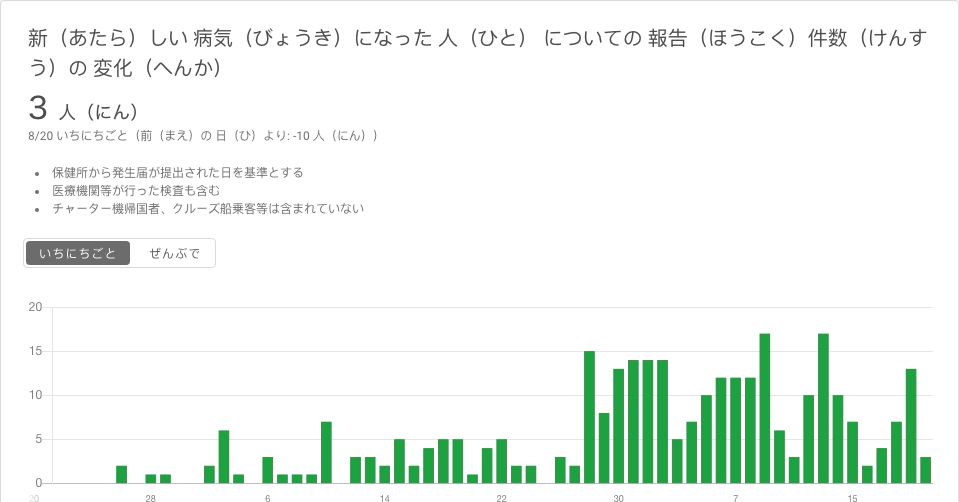 新（あたら）しい 病気（びょうき）になった 人（ひと） についての 報告（ほうこく）件数（けんす
う）の 変化（へんか）
3 人（にん）
8/20 いちにちごと（前（まえ）の 日（ひ）より: -10 人（にん））
• 保健所から発生届が提出された日を基準とする
• 医療機関等が行った検査も含む
• チャーター機帰国者、クルーズ船乗客等は含まれていない
いちにちごと ぜんぶで
20
15
10
5
0
20 28 6 14 22 30 7 15